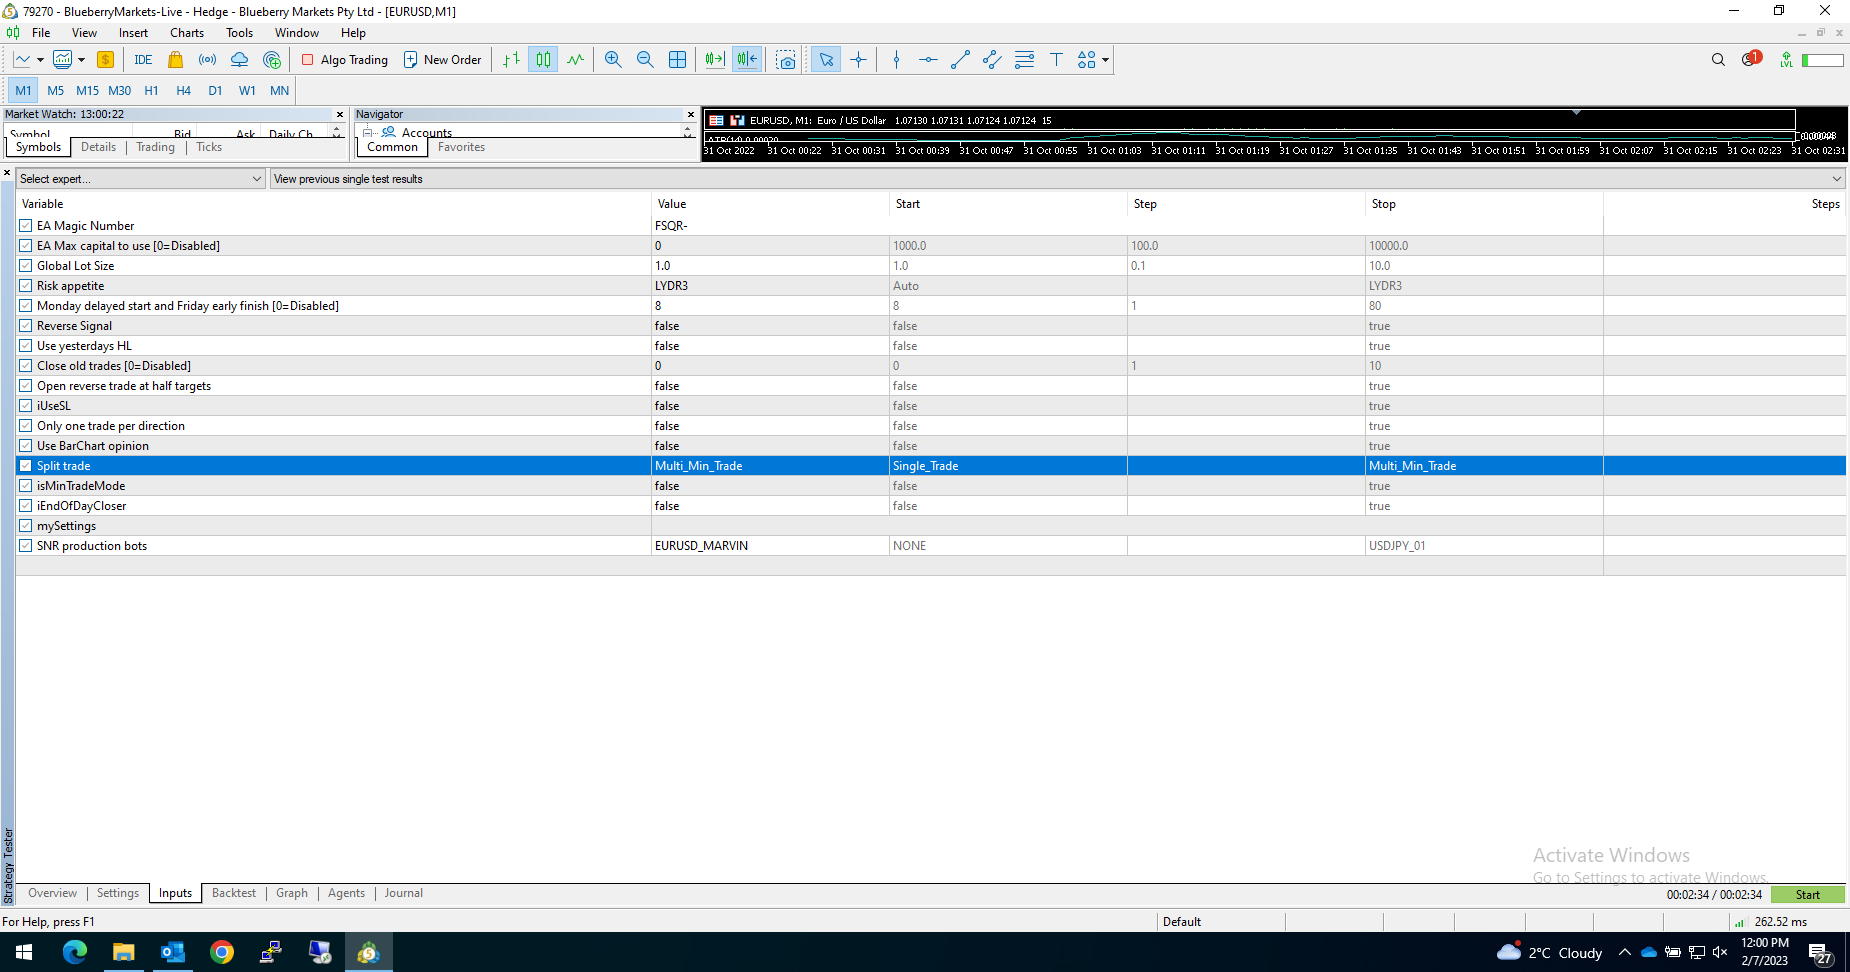 79270 - BlueberryMarkets-Live - Hedge - Blueberry Markets Pty Ltd - [EURUSD,M1]
File View Insert Charts Tools Window Help
IDE Algo Trading New Order 1 LVL
M1 M5 M15 M30 H1 H4 D1 W1 MN
Market Watch: 13:00:22
Symbol Bid Ask Daily Ch...
Symbols Details Trading Ticks
Navigator
Accounts
Common Favorites
EURUSD, M1: Euro / US Dollar 1.07130 1.07131 1.07124 1.07124 15
ATR(14) 0.00020
31 Oct 2022 31 Oct 00:22 31 Oct 00:31 31 Oct 00:39 31 Oct 00:47 31 Oct 00:55 31 Oct 01:03 31 Oct 01:11 31 Oct 01:19 31 Oct 01:27 31 Oct 01:35 31 Oct 01:43 31 Oct 01:51 31 Oct 01:59 31 Oct 02:07 31 Oct 02:15 31 Oct 02:23 31 Oct 02:31
Select expert... View previous single test results
Variable Value Start Step Stop Steps
EA Magic Number FSQR-
EA Max capital to use [0=Disabled] 0 1000.0 100.0 10000.0
Global Lot Size 1.0 1.0 0.1 10.0
Risk appetite LYDR3 Auto LYDR3
Monday delayed start and Friday early finish [0=Disabled] 8 8 1 80
Reverse Signal false false true
Use yesterdays HL false false true
Close old trades [0=Disabled] 0 0 1 10
Open reverse trade at half targets false false true
iUseSL false false true
Only one trade per direction false false true
Use BarChart opinion false false true
Split trade Multi_Min_Trade Single_Trade Multi_Min_Trade
isMinTradeMode false false true
iEndOfDayCloser false false true
mySettings
SNR production bots EURUSD_MARVIN NONE USDJPY_01
Strategy Tester
Activate Windows
Go to Settings to activate Windows.
Overview Settings Inputs Backtest Graph Agents Journal 00:02:34 / 00:02:34 Start
For Help, press F1 Default 262.52 ms
2°C Cloudy 12:00 PM
2/7/2023 27